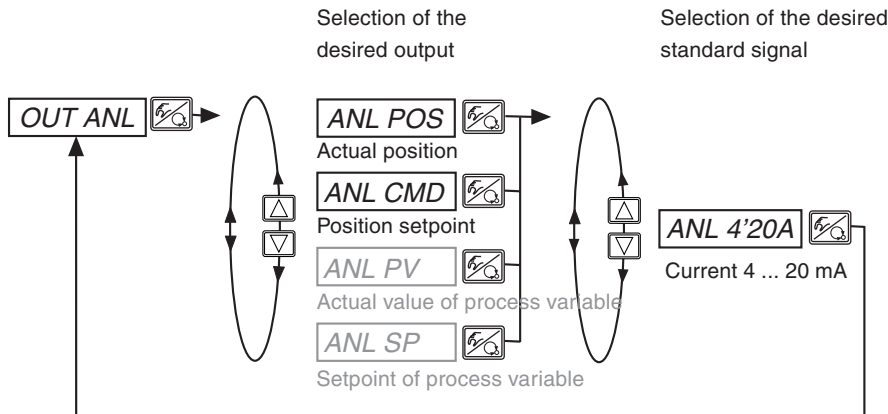 Selection of the
desired output
Selection of the desired
standard signal
OUT ANL
ANL POS
Actual position
ANL CMD
Position setpoint
ANL PV
Actual value of process variable
ANL SP
Setpoint of process variable
ANL 4'20A
Current 4 ... 20 mA